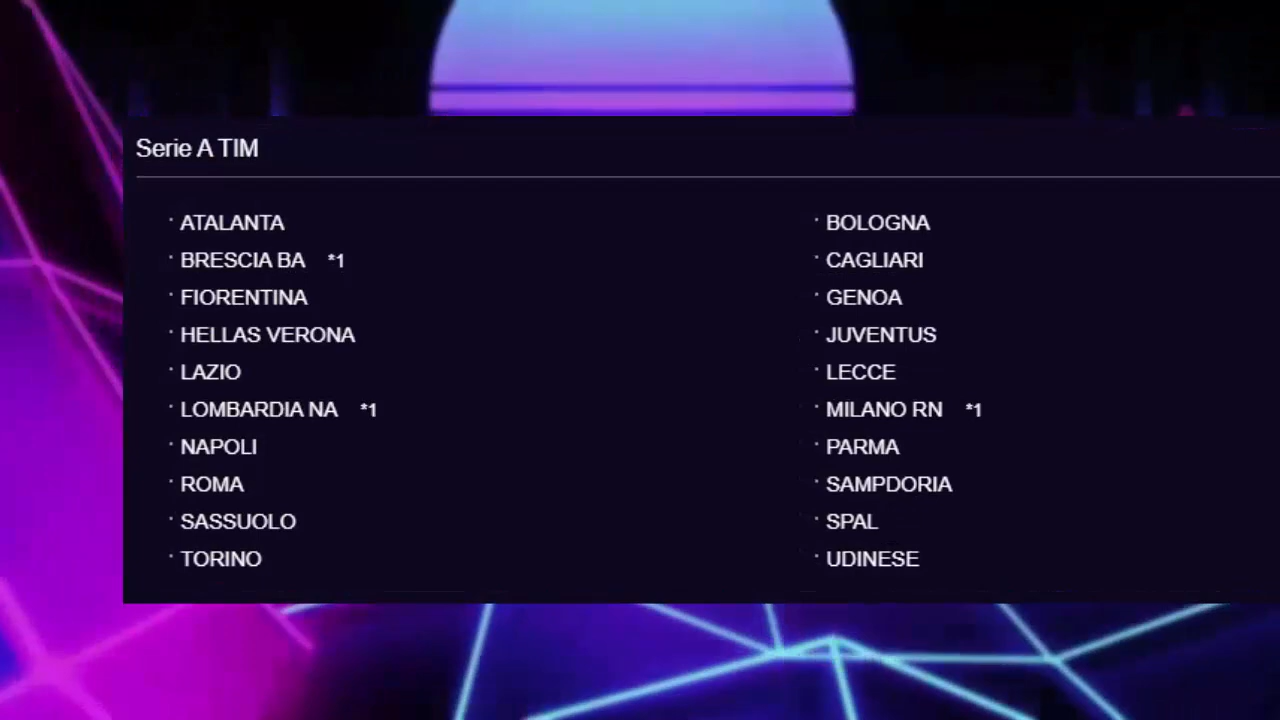 Serie A TIM
ATALANTA
BOLOGNA
BRESCIA BA *1
CAGLIARI
FIORENTINA
GENOA
HELLAS VERONA
JUVENTUS
LAZIO
LECCE
LOMBARDIA NA *1
MILANO RN *1
NAPOLI
PARMA
ROMA
SAMPDORIA
SASSUOLO
SPAL
TORINO
UDINESE